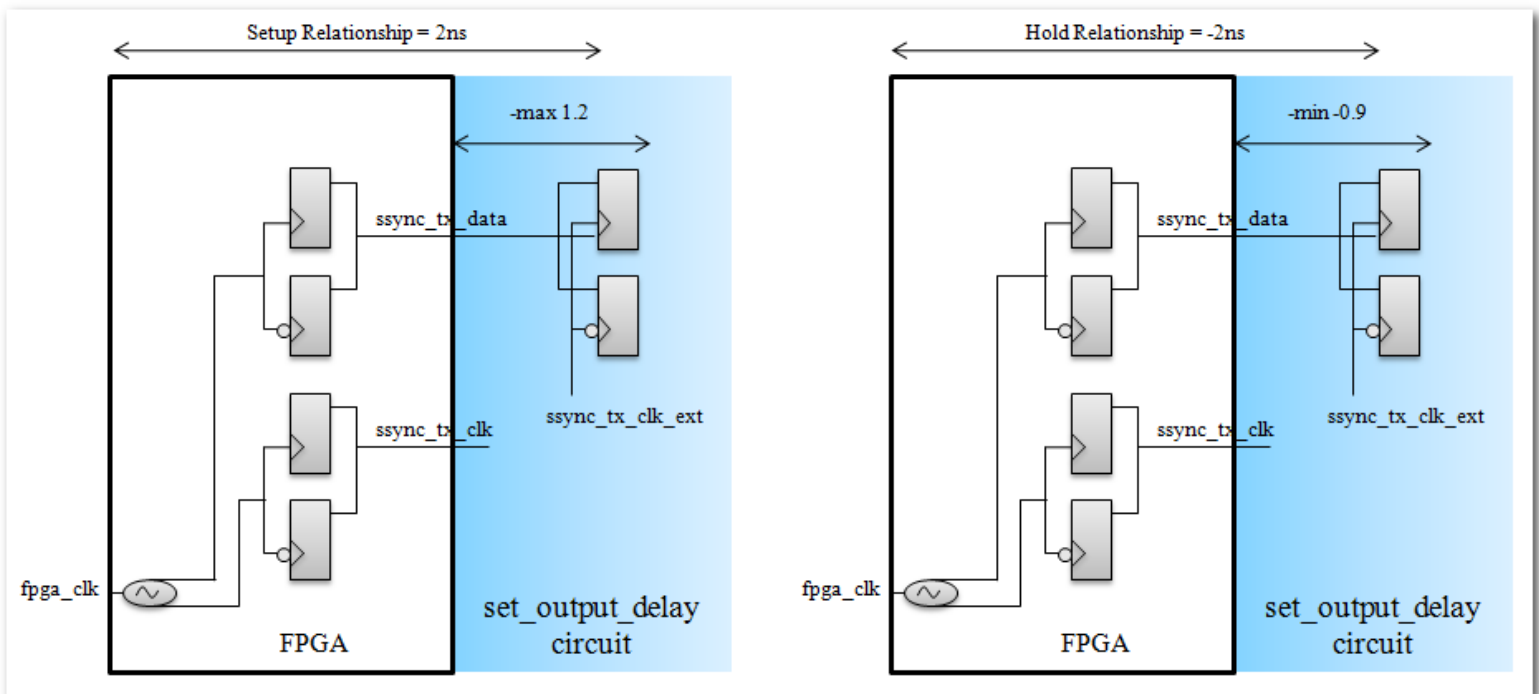 Setup Relationship = 2ns
-max 1.2
ssync_tx_data
ssync_tx_clk_ext
ssync_tx_clk
fpga_clk
FPGA
set_output_delay
circuit
Hold Relationship = -2ns
-min -0.9
ssync_tx_data
ssync_tx_clk_ext
ssync_tx_clk
fpga_clk
FPGA
set_output_delay
circuit